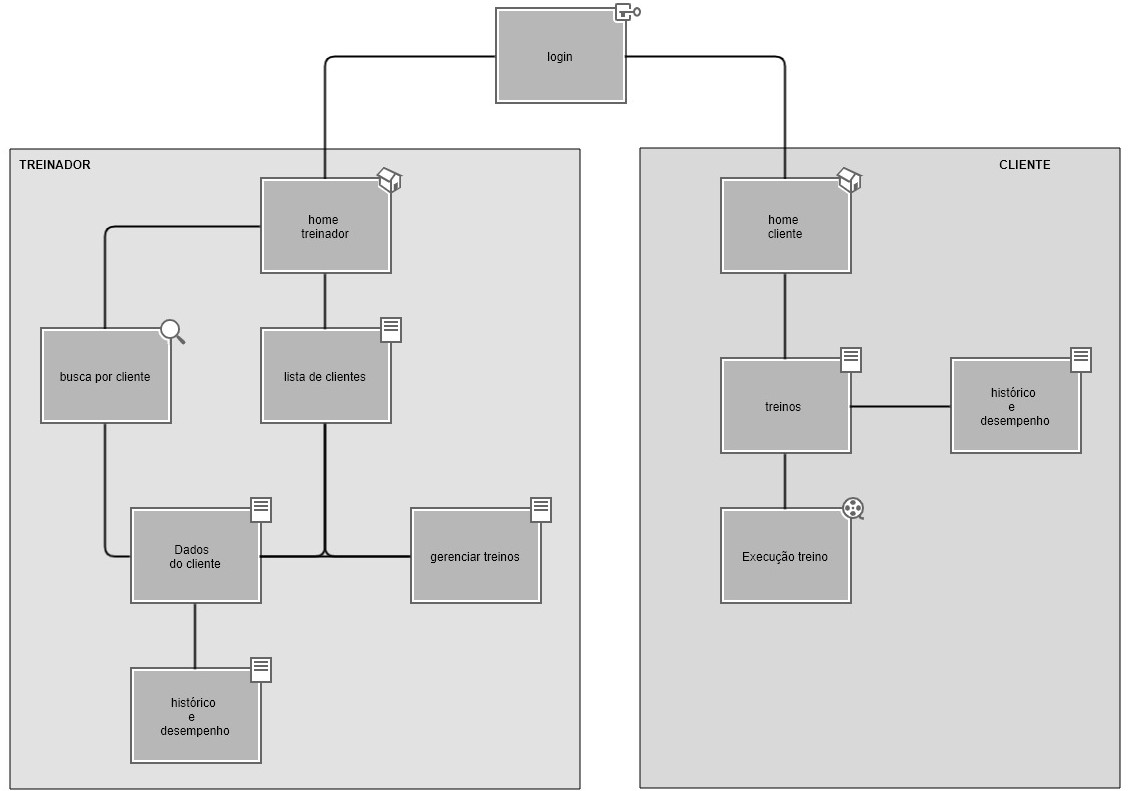 login
TREINADOR
home
treinador
busca por cliente
lista de clientes
Dados
do cliente
gerenciar treinos
histórico
e
desempenho
CLIENTE
home
cliente
treinos
histórico
e
desempenho
Execução treino